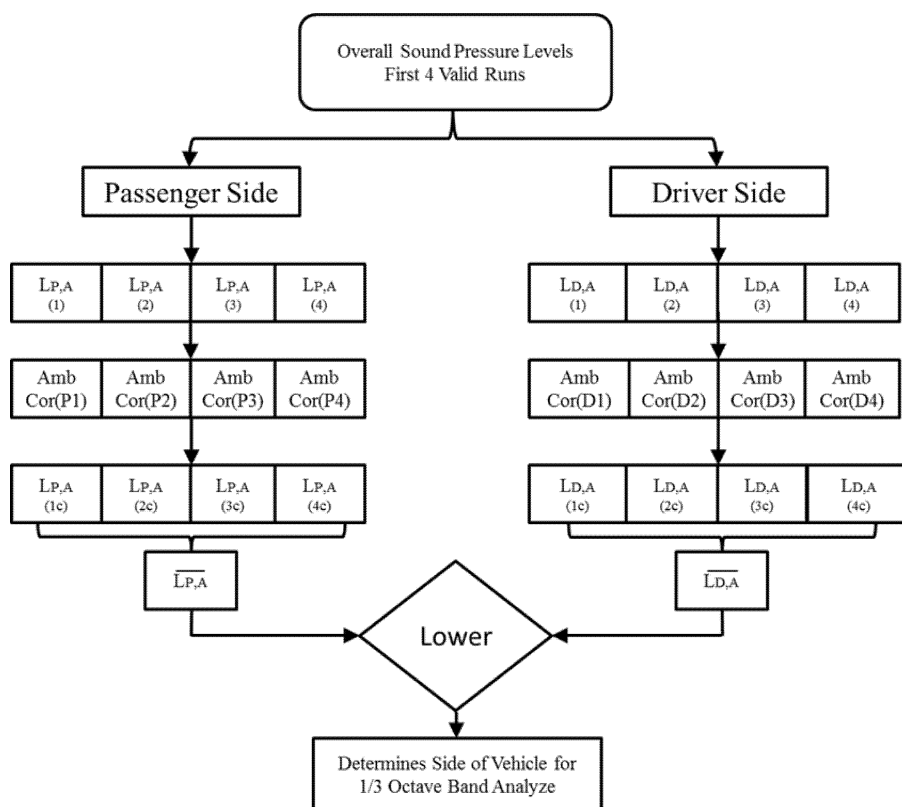 Overall Sound Pressure Levels
First 4 Valid Runs
Passenger Side
Driver Side
LP,A LP,A LP,A LP,A
(1) (2) (3) (4)
LD,A LD,A LD,A LD,A
(1) (2) (3) (4)
Amb Amb Amb Amb
Cor(P1) Cor(P2) Cor(P3) Cor(P4)
Amb Amb Amb Amb
Cor(D1) Cor(D2) Cor(D3) Cor(D4)
LP,A LP,A LP,A LP,A
(1c) (2c) (3c) (4c)
LD,A LD,A LD,A LD,A
(1c) (2c) (3c) (4c)
LP,A
LD,A
Lower
Determines Side of Vehicle for
1/3 Octave Band Analyze